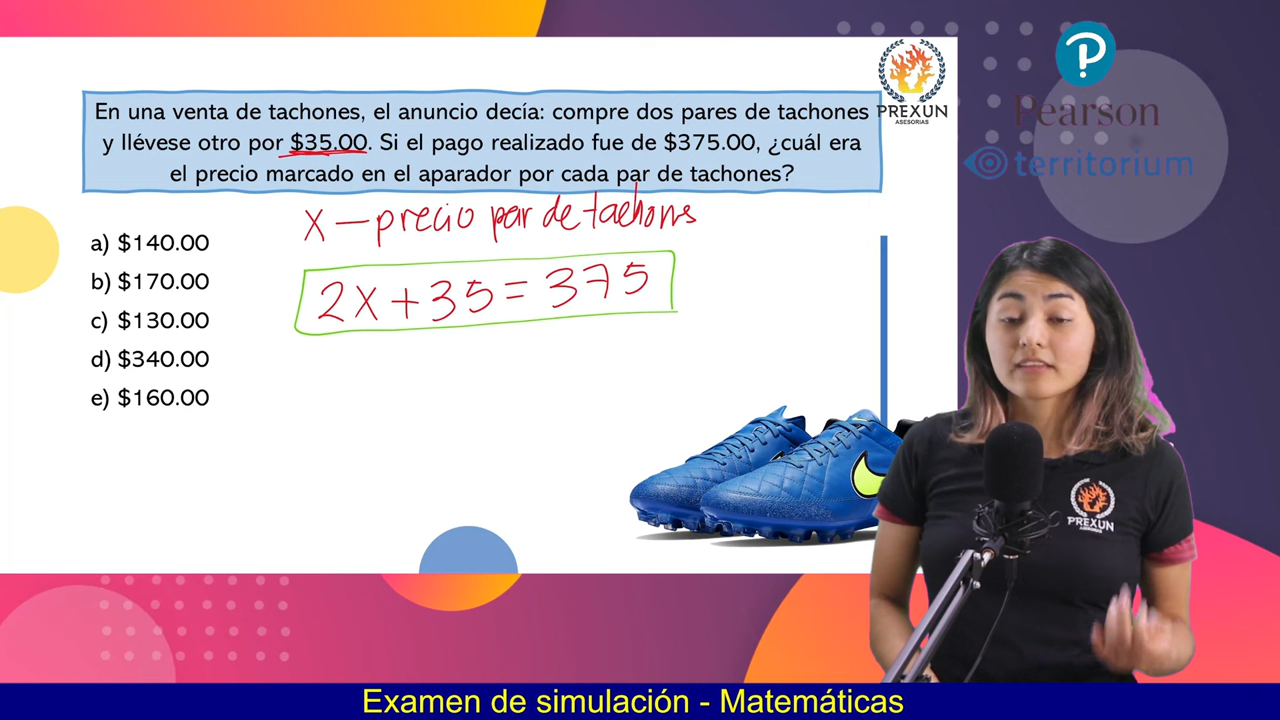 En una venta de tachones, el anuncio decía: compre dos pares de tachones
y llévese otro por $35.00. Si el pago realizado fue de $375.00, ¿cuál era
el precio marcado en el aparador por cada par de tachones?
x — precio par de tachons
2x + 35 = 375
a) $140.00
b) $170.00
c) $130.00
d) $340.00
e) $160.00
PREXUN
ASESORIAS
P
Pearson
territorium
PREXUN
ASESORIAS
Examen de simulación - Matemáticas